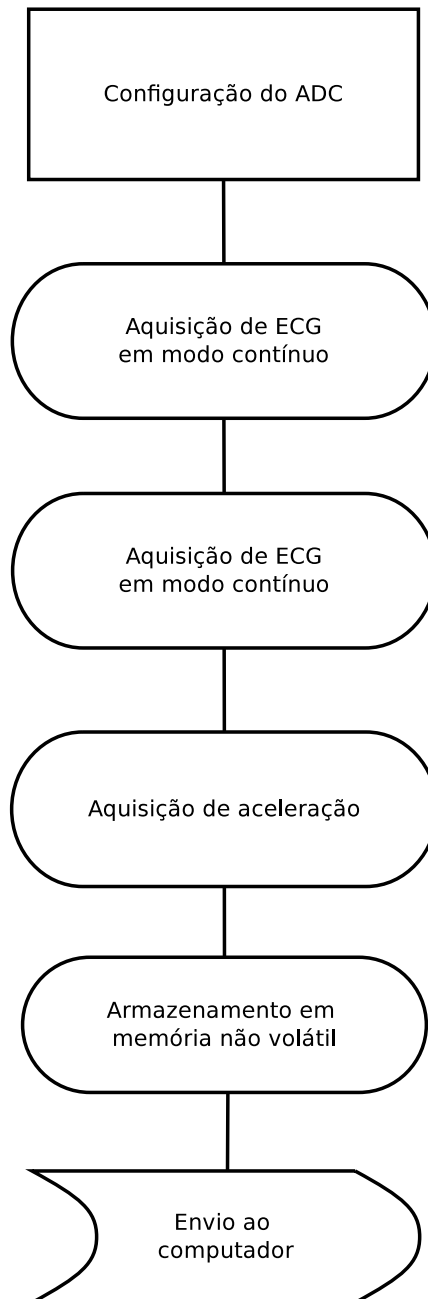 Configuração do ADC
Aquisição de ECG
em modo contínuo
Aquisição de ECG
em modo contínuo
Aquisição de aceleração
Armazenamento em
memória não volátil
Envio ao
computador